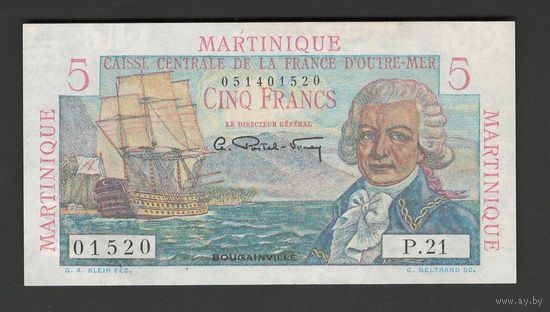 MARTINIQUE
5 CAISSE CENTRALE DE LA FRANCE D'OUTRE-MER 5
051401520
CINQ FRANCS
LE DIRECTEUR GÉNÉRAL
MARTINIQUE
MARTINIQUE
01520
P.21
BOUGAINVILLE
G. A. KLEIN FEC.
C. BELTRAND SC.
www.ay.by